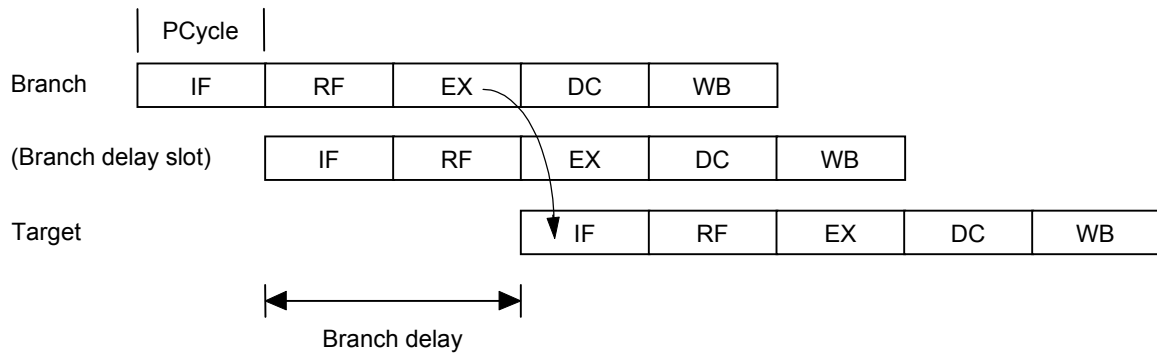 PCycle
Branch IF RF EX DC WB
(Branch delay slot) IF RF EX DC WB
Target IF RF EX DC WB
Branch delay